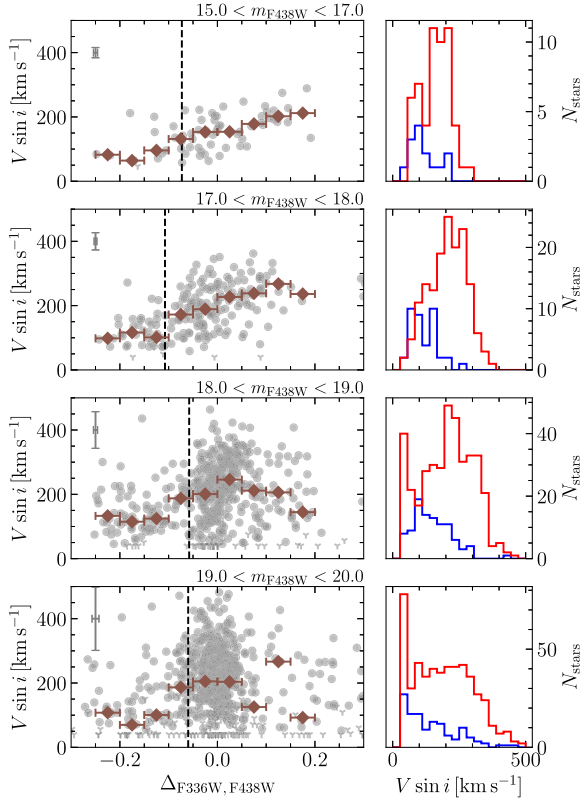 15.0 < m_F438W < 17.0
V sin i [km s⁻¹]
400
200
0
10
5
0
N_stars
17.0 < m_F438W < 18.0
V sin i [km s⁻¹]
400
200
0
20
10
0
N_stars
18.0 < m_F438W < 19.0
V sin i [km s⁻¹]
400
200
0
40
20
0
N_stars
19.0 < m_F438W < 20.0
V sin i [km s⁻¹]
400
200
0
50
0
N_stars
−0.2 0.0 0.2
Δ_F336W, F438W
0 500
V sin i [km s⁻¹]